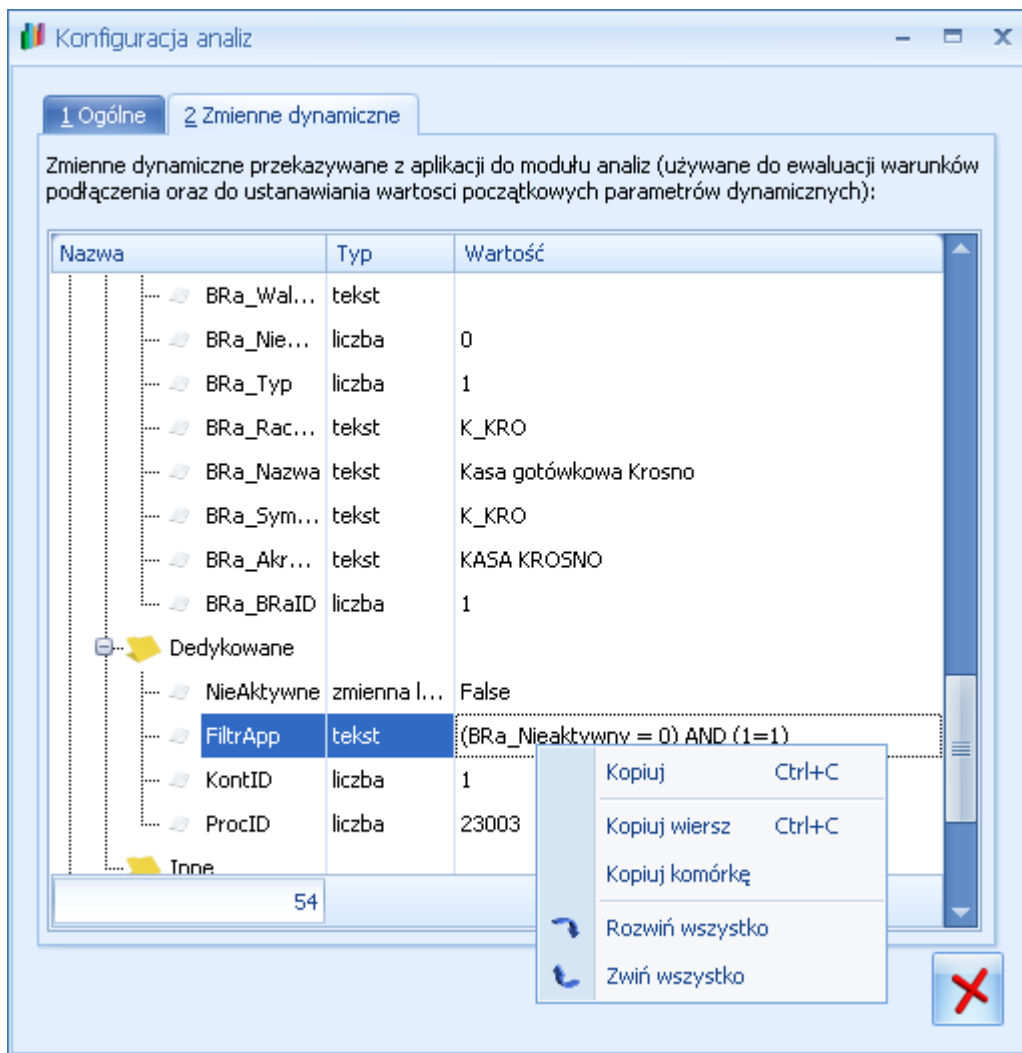 Konfiguracja analiz
1 Ogólne
2 Zmienne dynamiczne
Zmienne dynamiczne przekazywane z aplikacji do modułu analiz (używane do ewaluacji warunków
podłączenia oraz do ustanawiania wartosci początkowych parametrów dynamicznych):
Nazwa Typ Wartość
BRa_Wal... tekst
BRa_Nie... liczba 0
BRa_Typ liczba 1
BRa_Rac... tekst K_KRO
BRa_Nazwa tekst Kasa gotówkowa Krosno
BRa_Sym... tekst K_KRO
BRa_Akr... tekst KASA KROSNO
BRa_BRaID liczba 1
Dedykowane
NieAktywne zmienna l... False
FiltrApp tekst (BRa_Nieaktywny = 0) AND (1=1)
KontID liczba 1
ProcID liczba 23003
Inne
54
Kopiuj Ctrl+C
Kopiuj wiersz Ctrl+C
Kopiuj komórkę
Rozwiń wszystko
Zwiń wszystko